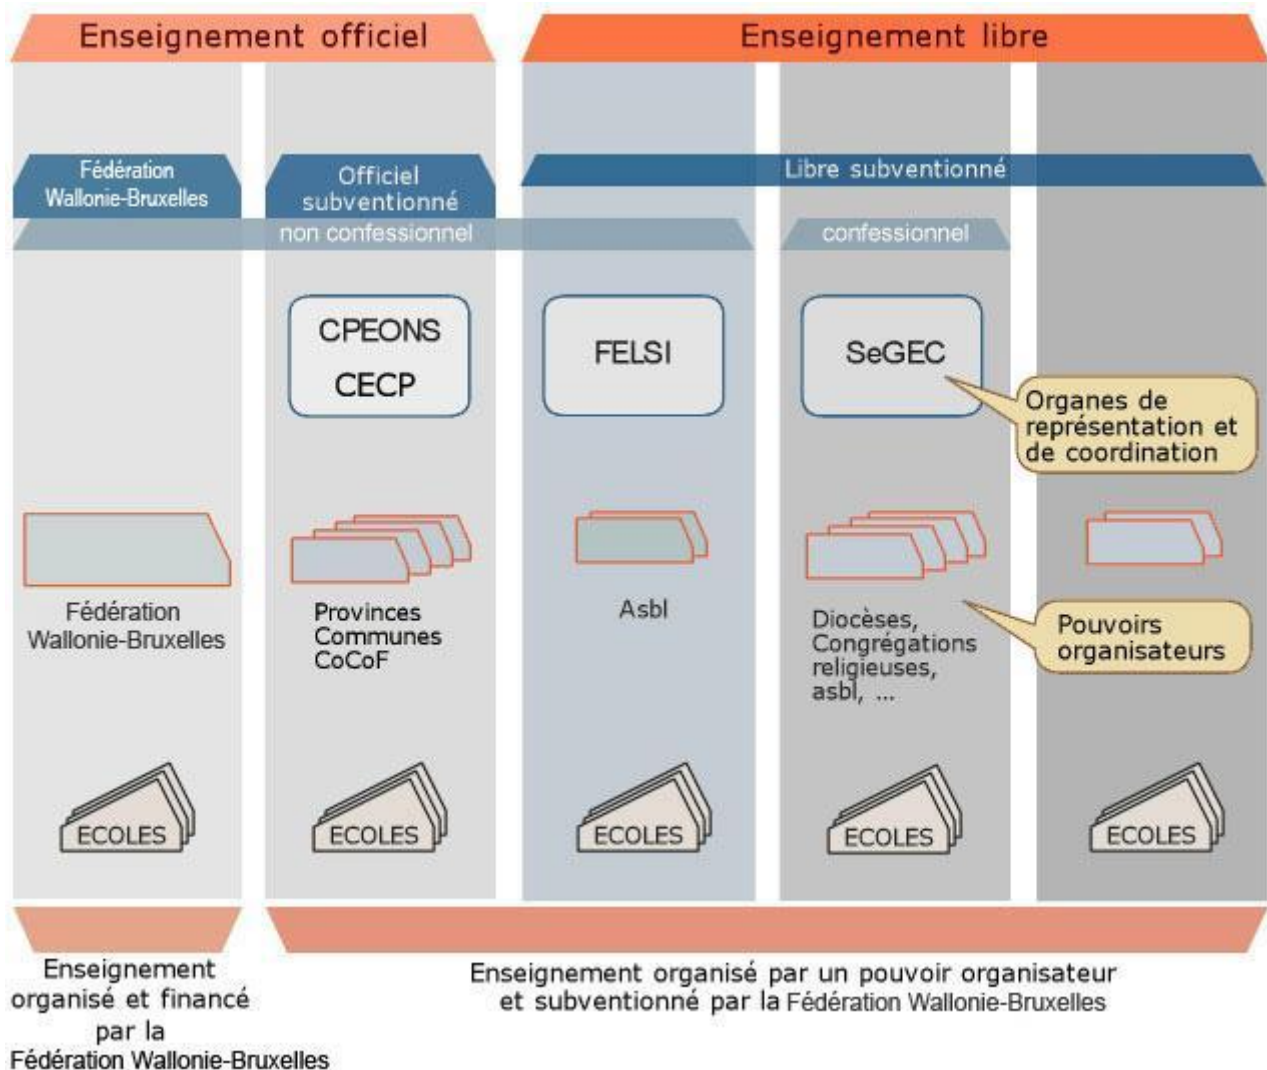 Enseignement officiel
Enseignement libre
Fédération
Wallonie-Bruxelles
Officiel
subventionné
Libre subventionné
non confessionnel
confessionnel
CPEONS
CECP
FELSI
SeGEC
Organes de
représentation et
de coordination
Fédération
Wallonie-Bruxelles
Provinces
Communes
CoCoF
Asbl
Diocèses,
Congrégations
religieuses,
asbl, ...
Pouvoirs
organisateurs
ECOLES
ECOLES
ECOLES
ECOLES
ECOLES
Enseignement
organisé et financé
par la
Fédération Wallonie-Bruxelles
Enseignement organisé par un pouvoir organisateur
et subventionné par la Fédération Wallonie-Bruxelles